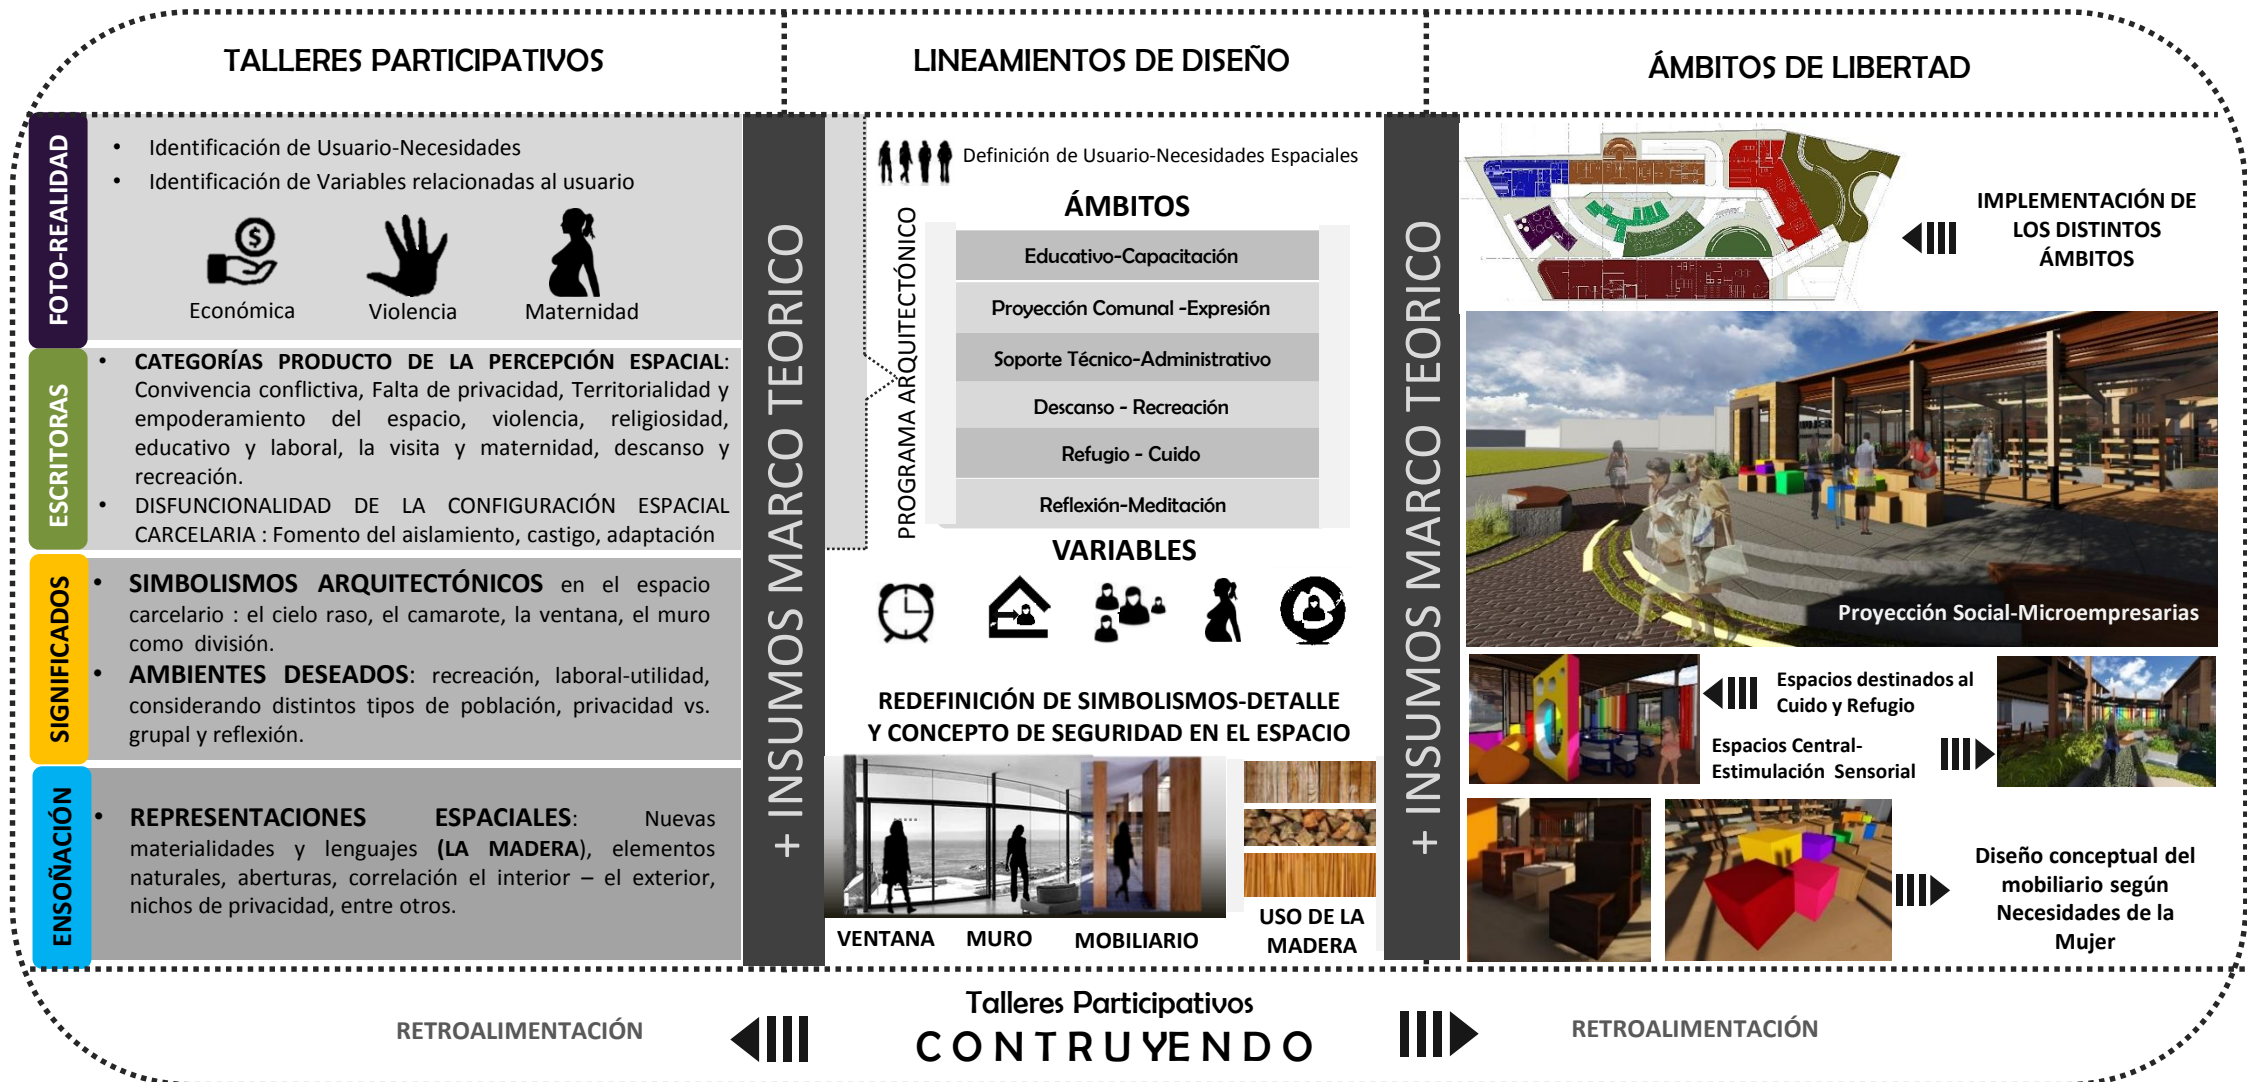 TALLERES PARTICIPATIVOS
LINEAMIENTOS DE DISEÑO
ÁMBITOS DE LIBERTAD
FOTO-REALIDAD
• Identificación de Usuario-Necesidades
• Identificación de Variables relacionadas al usuario
Económica
Violencia
Maternidad
ESCRITORAS
• CATEGORÍAS PRODUCTO DE LA PERCEPCIÓN ESPACIAL:
Convivencia conflictiva, Falta de privacidad, Territorialidad y
empoderamiento del espacio, violencia, religiosidad,
educativo y laboral, la visita y maternidad, descanso y
recreación.
• DISFUNCIONALIDAD DE LA CONFIGURACIÓN ESPACIAL
CARCELARIA : Fomento del aislamiento, castigo, adaptación
SIGNIFICADOS
• SIMBOLISMOS ARQUITECTÓNICOS en el espacio
carcelario : el cielo raso, el camarote, la ventana, el muro
como división.
• AMBIENTES DESEADOS: recreación, laboral-utilidad,
considerando distintos tipos de población, privacidad vs.
grupal y reflexión.
ENSOÑACIÓN
• REPRESENTACIONES ESPACIALES: Nuevas
materialidades y lenguajes (LA MADERA), elementos
naturales, aberturas, correlación el interior – el exterior,
nichos de privacidad, entre otros.
+ INSUMOS MARCO TEORICO
Definición de Usuario-Necesidades Espaciales
PROGRAMA ARQUITECTÓNICO
ÁMBITOS
Educativo-Capacitación
Proyección Comunal -Expresión
Soporte Técnico-Administrativo
Descanso - Recreación
Refugio - Cuido
Reflexión-Meditación
VARIABLES
REDEFINICIÓN DE SIMBOLISMOS-DETALLE
Y CONCEPTO DE SEGURIDAD EN EL ESPACIO
VENTANA
MURO
MOBILIARIO
USO DE LA
MADERA
+ INSUMOS MARCO TEORICO
IMPLEMENTACIÓN DE
LOS DISTINTOS
ÁMBITOS
Proyección Social-Microempresarias
Espacios destinados al
Cuido y Refugio
Espacios Central-
Estimulación Sensorial
Diseño conceptual del
mobiliario según
Necesidades de la
Mujer
RETROALIMENTACIÓN
Talleres Participativos
CONTRUYENDO
RETROALIMENTACIÓN